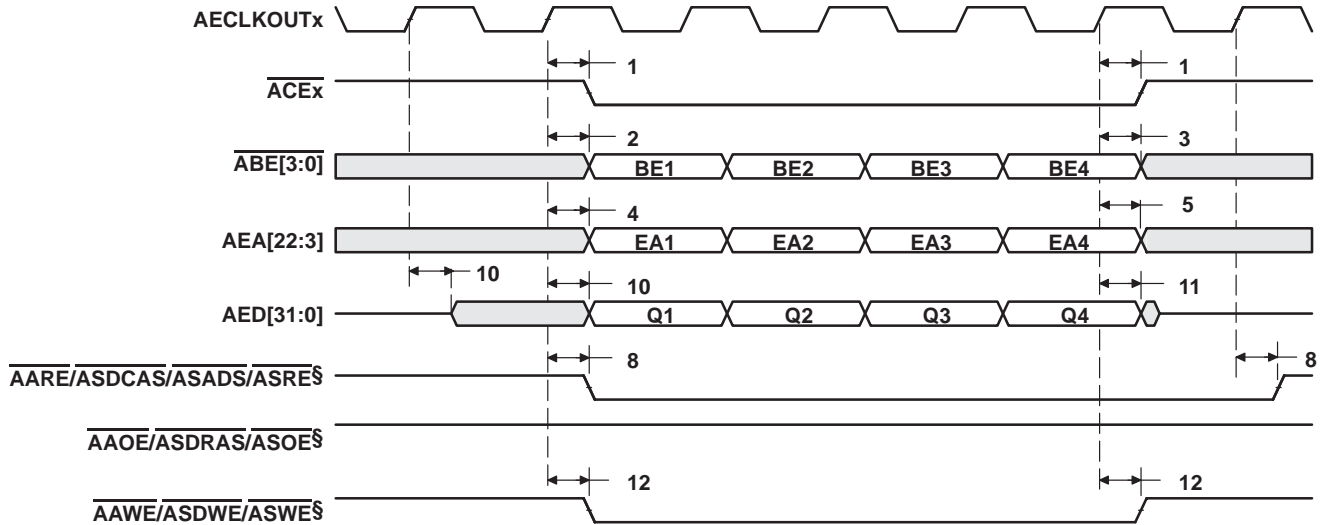 AECLKOUTx
1 1
ACEx
2 3
ABE[3:0] BE1 BE2 BE3 BE4
4 5
AEA[22:3] EA1 EA2 EA3 EA4
10 10 11
AED[31:0] Q1 Q2 Q3 Q4
8 8
AARE/ASDCAS/ASADS/ASRE§
AAOE/ASDRAS/ASOE§
12 12
AAWE/ASDWE/ASWE§